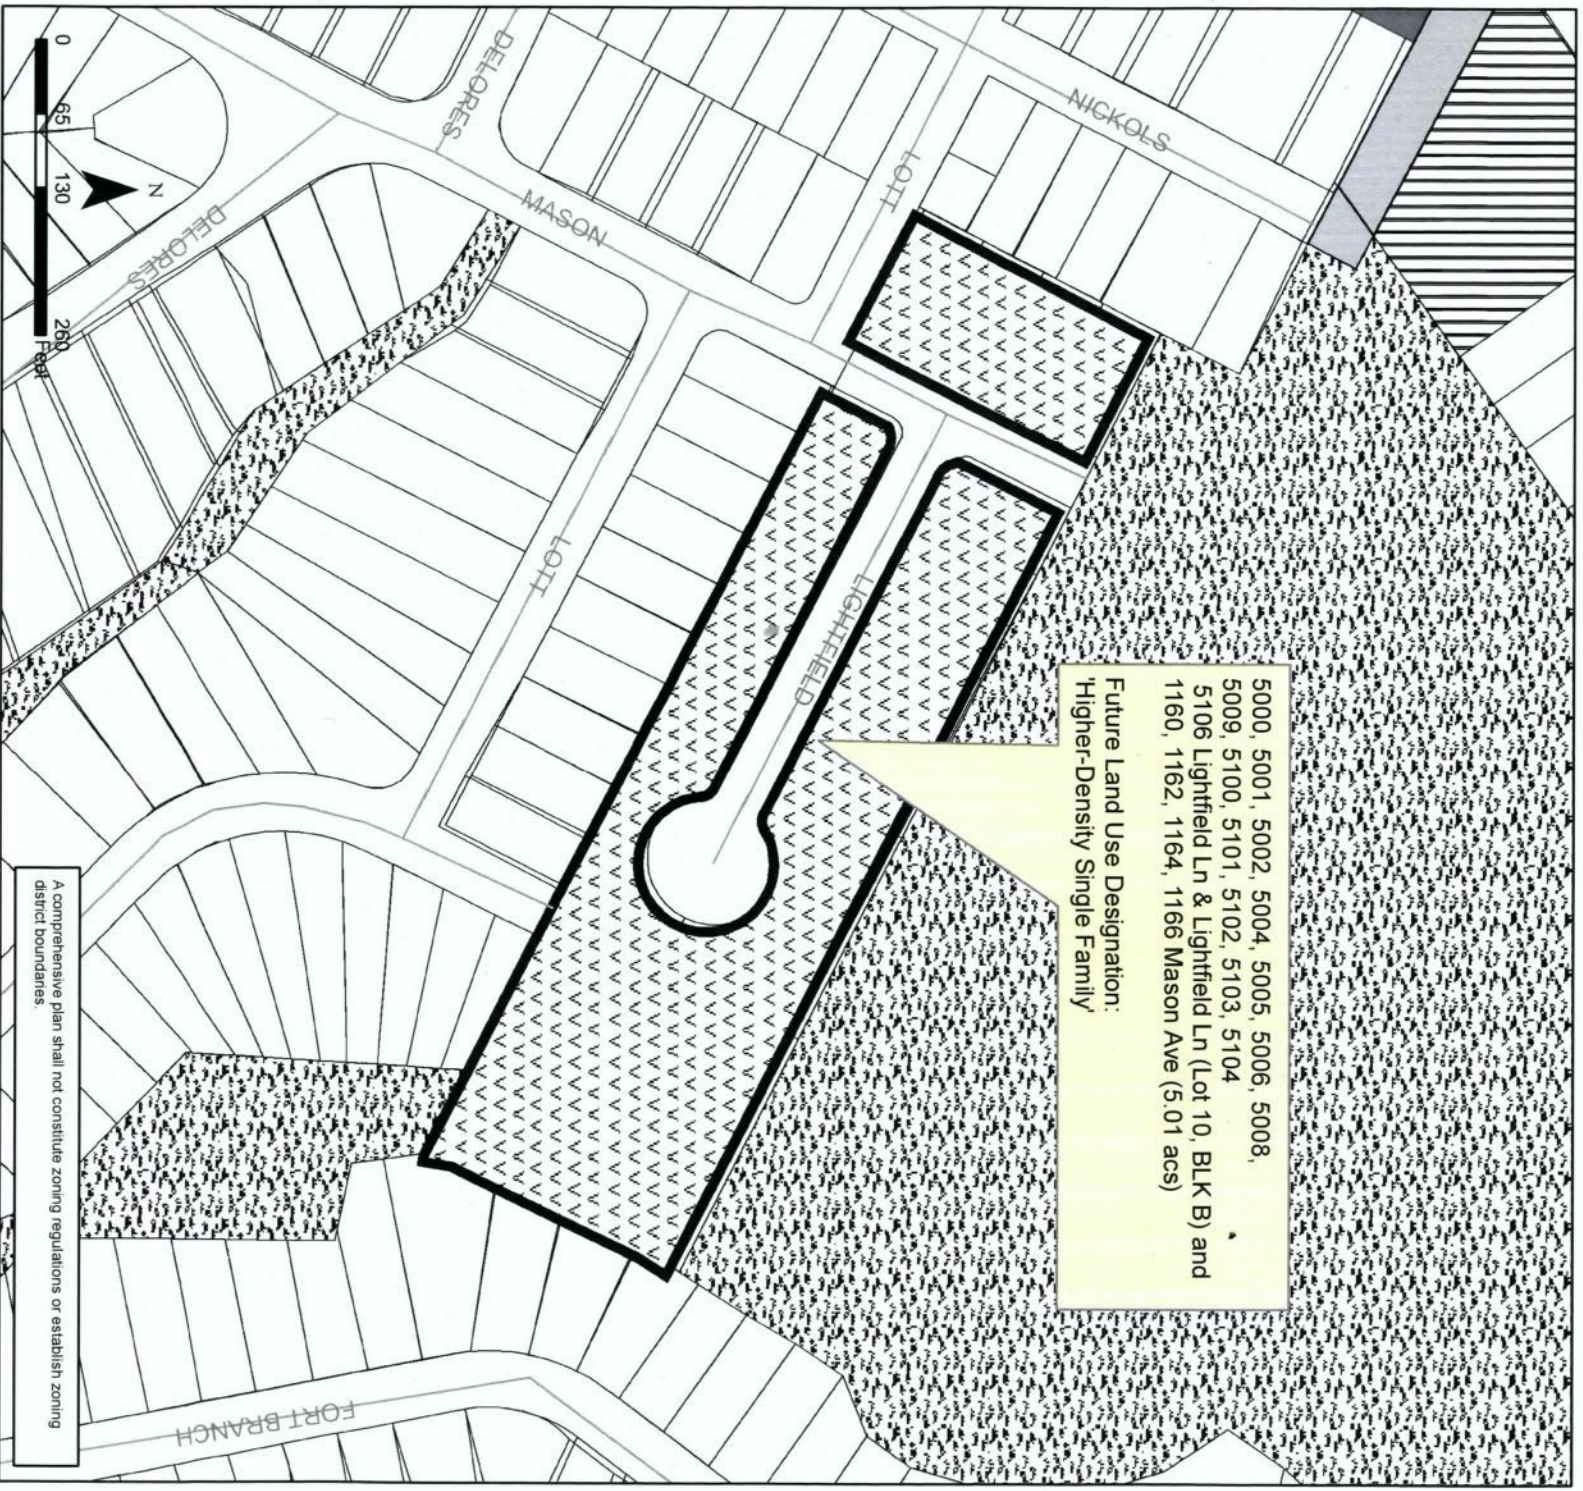 5000, 5001, 5002, 5004, 5005, 5006, 5008,
5009, 5100, 5101, 5102, 5103, 5104
5106 Lightfield Ln & Lightfield Ln (Lot 10, BLK B) and
1160, 1162, 1164, 1166 Mason Ave (5.01 acs)
Future Land Use Designation:
'Higher-Density Single Family'
NICKOLS
LOTT
DELORES
MASON
LIGHTFIELD
LOTT
DELORES
FORT BRANCH
N
0 65 130 260
Feet
A comprehensive plan shall not constitute zoning regulations or establish zoning
district boundaries.